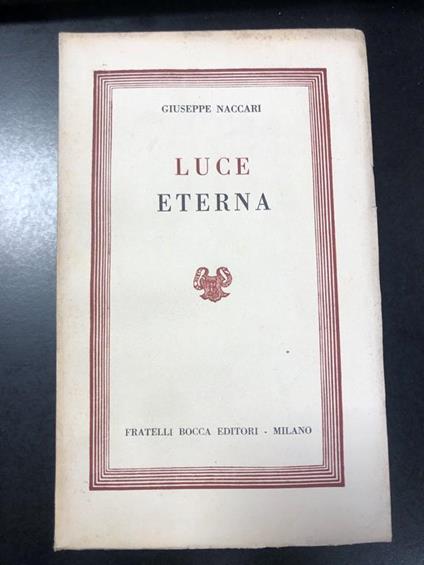 GIUSEPPE NACCARI
LUCE
ETERNA
FRATELLI BOCCA EDITORI - MILANO